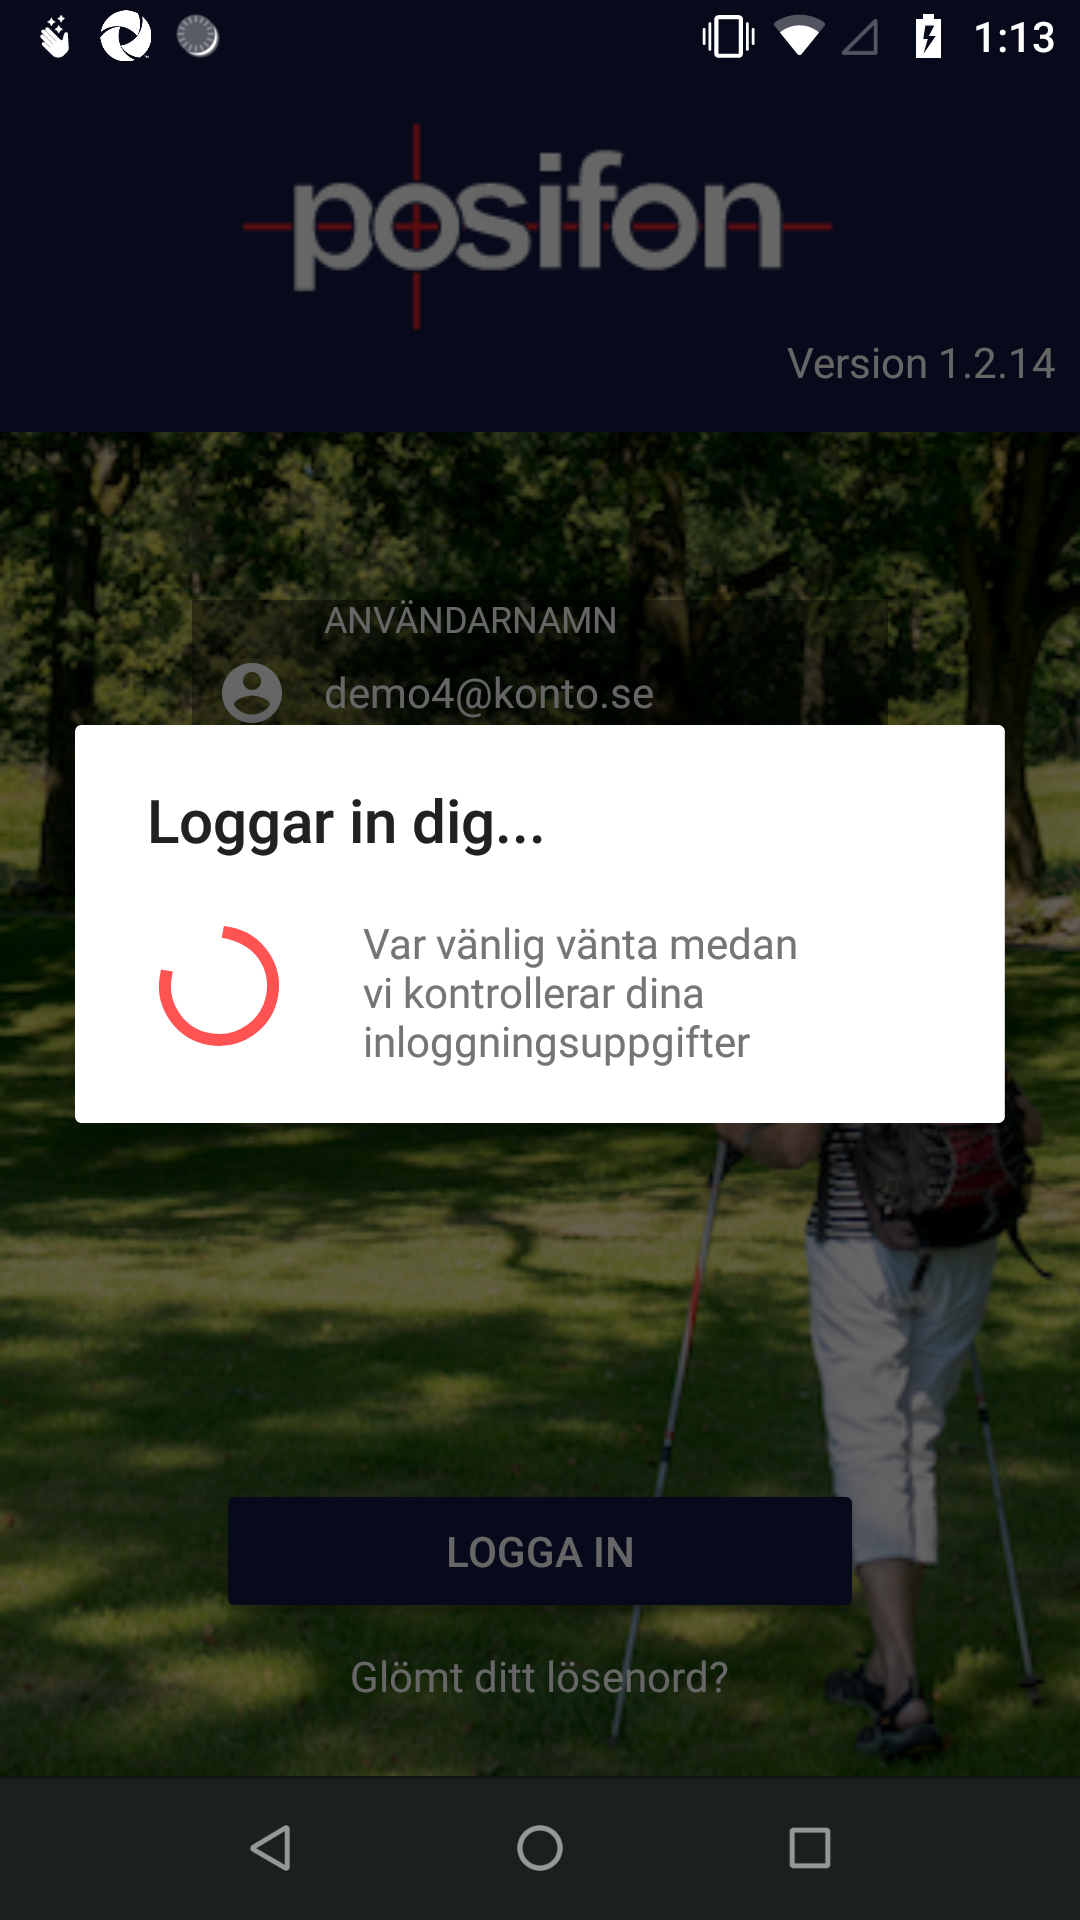 1:13
posifon
Version 1.2.14
ANVÄNDARNAMN
demo4@konto.se
Loggar in dig...
Var vänlig vänta medan
vi kontrollerar dina
inloggningsuppgifter
LOGGA IN
Glömt ditt lösenord?